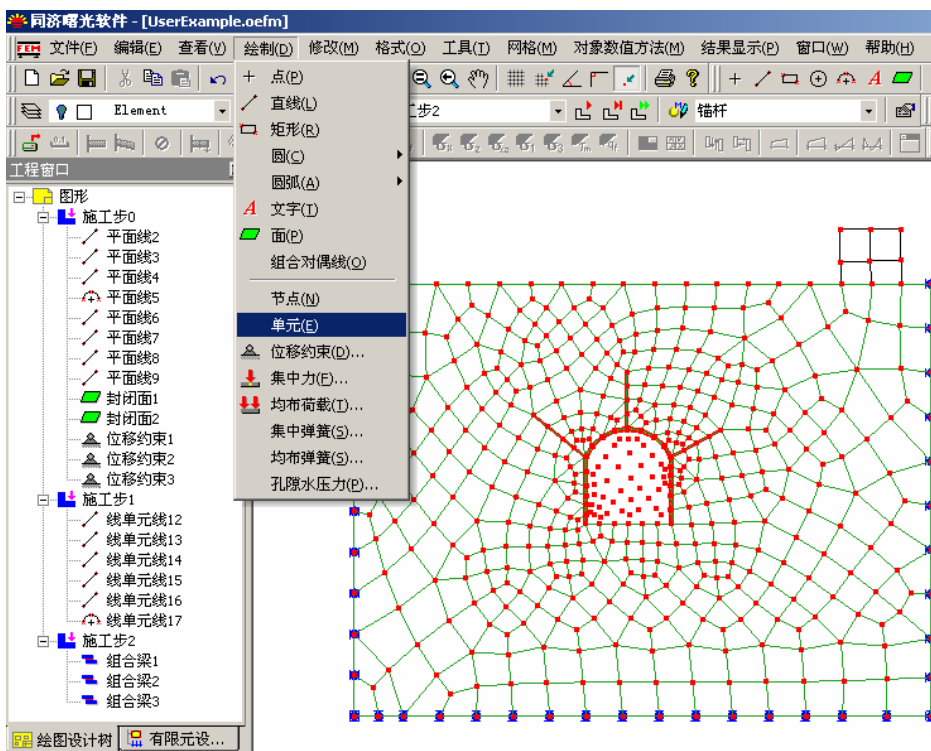 同济曙光软件 - [UserExample.oefm]
FEM 文件(F) 编辑(E) 查看(V) 绘制(D) 修改(M) 格式(O) 工具(I) 网格(M) 对象数值方法(M) 结果显示(P) 窗口(W) 帮助(H)
Element
步2
锚杆
工程窗口
图形
施工步0
平面线2
平面线3
平面线4
平面线5
平面线6
平面线7
平面线8
平面线9
封闭面1
封闭面2
位移约束1
位移约束2
位移约束3
施工步1
线单元线12
线单元线13
线单元线14
线单元线15
线单元线16
线单元线17
施工步2
组合梁1
组合梁2
组合梁3
绘图设计树
有限元设...
点(P)
直线(L)
矩形(R)
圆(C)
圆弧(A)
文字(T)
面(P)
组合对偶线(O)
节点(N)
单元(E)
位移约束(D)...
集中力(F)...
均布荷载(T)...
集中弹簧(S)...
均布弹簧(S)...
孔隙水压力(P)...